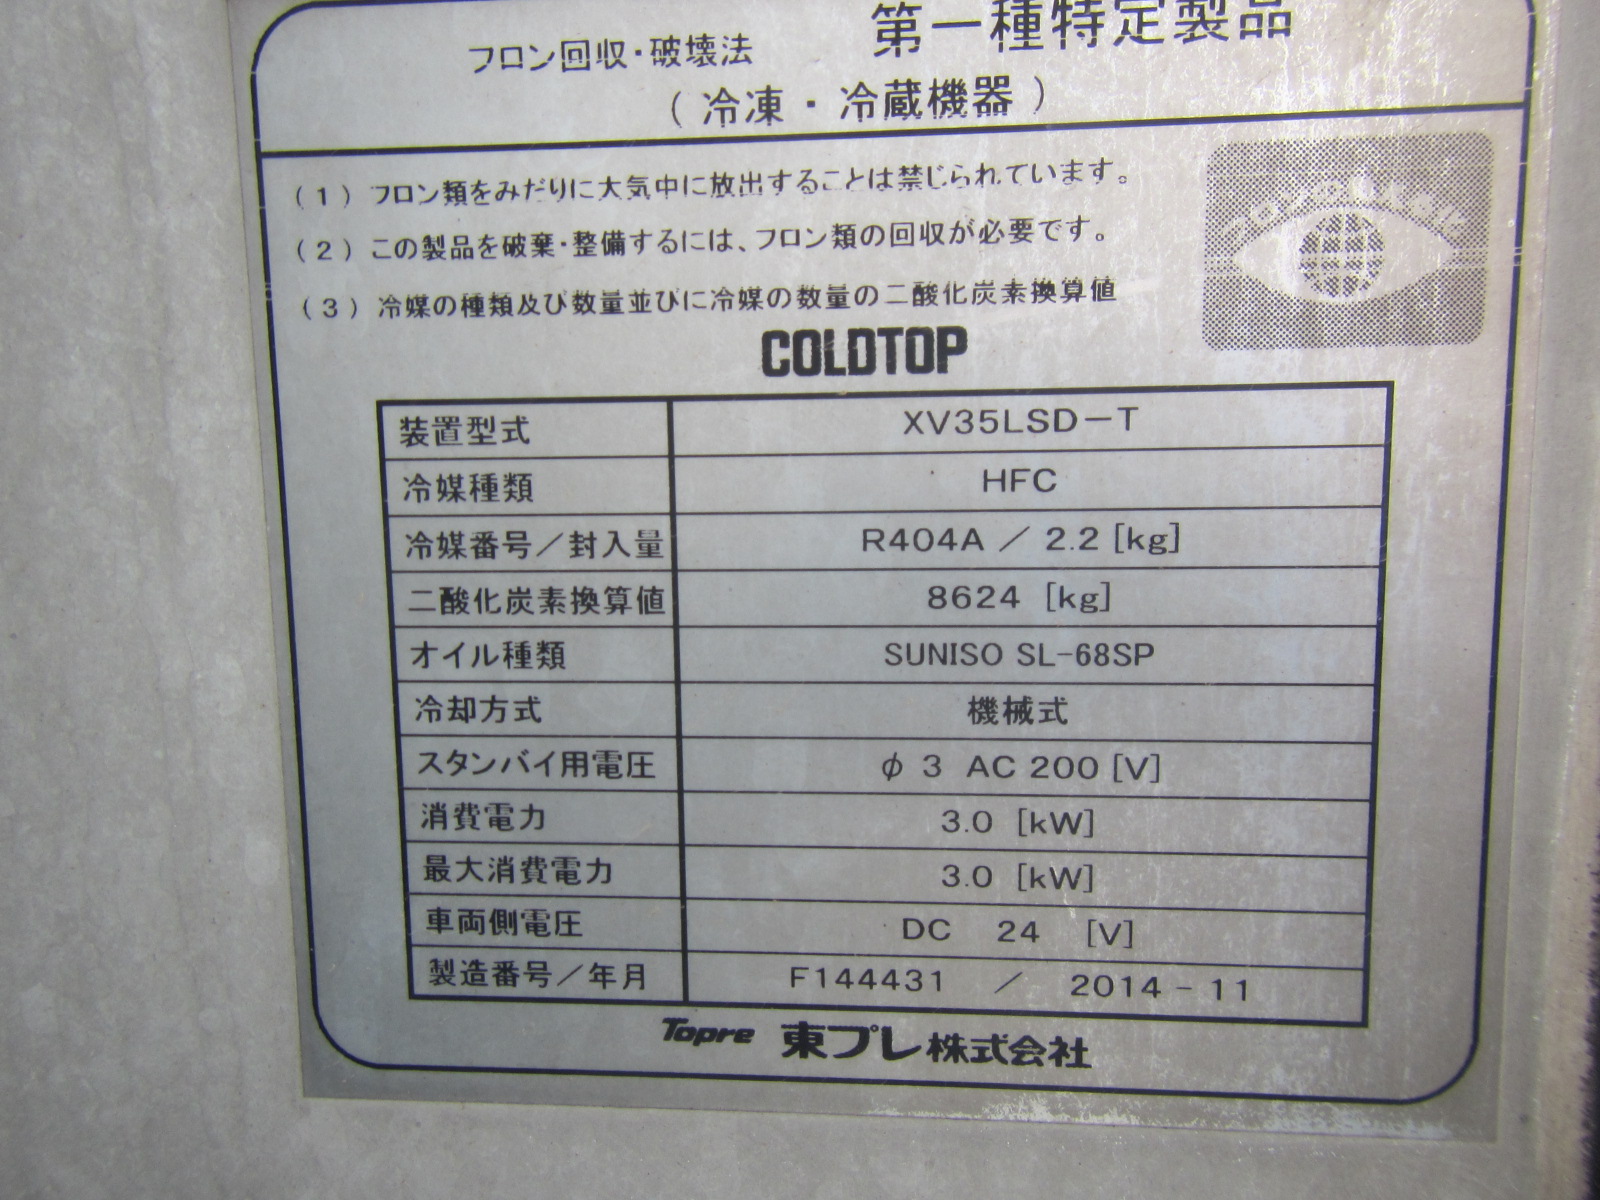 フロン回収・破壊法 第一種特定製品
(冷凍・冷蔵機器)
(1) フロン類をみだりに大気中に放出することは禁じられています。
(2) この製品を破棄・整備するには、フロン類の回収が必要です。
(3) 冷媒の種類及び数量並びに冷媒の数量の二酸化炭素換算値
COLDTOP
装置型式 XV35LSD-T
冷媒種類 HFC
冷媒番号/封入量 R404A / 2.2 [kg]
二酸化炭素換算値 8624 [kg]
オイル種類 SUNISO SL-68SP
冷却方式 機械式
スタンバイ用電圧 φ 3 AC 200 [V]
消費電力 3.0 [kW]
最大消費電力 3.0 [kW]
車両側電圧 DC 24 [V]
製造番号/年月 F144431 / 2014 - 11
Topre 東プレ株式会社